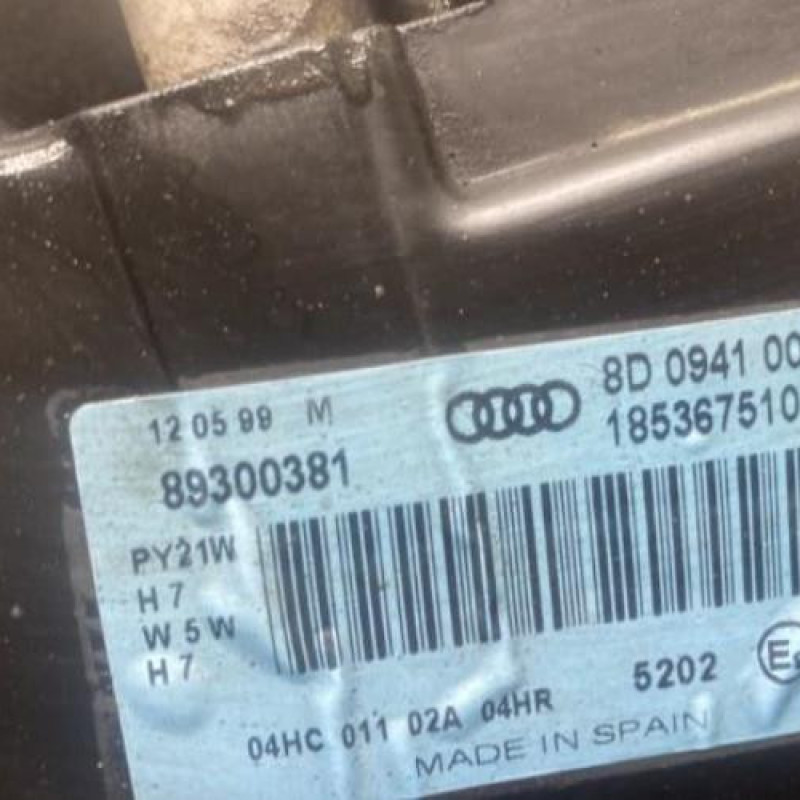 12 05 99 M
8D 0941 00
185367510
89300381
PY21W
H 7
W 5 W
H 7
5202
04HC 011 02A 04HR
MADE IN SPAIN